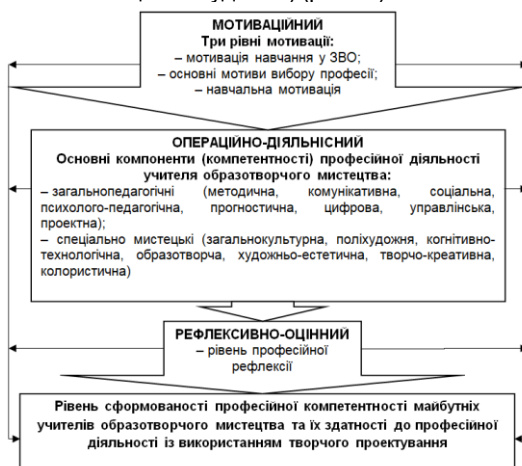 МОТИВАЦІЙНИЙ
Три рівні мотивації:
– мотивація навчання у ЗВО;
– основні мотиви вибору професії;
– навчальна мотивація
ОПЕРАЦІЙНО-ДІЯЛЬНІСНИЙ
Основні компоненти (компетентності) професійної діяльності
учителя образотворчого мистецтва:
– загальнопедагогічні (методична, комунікативна, соціальна,
психолого-педагогічна, прогностична, цифрова, управлінська,
проектна);
– спеціально мистецькі (загальнокультурна, поліхудожня, когнітивно-
технологічна, образотворча, художньо-естетична, творчо-креативна,
колористична)
РЕФЛЕКСИВНО-ОЦІННИЙ
– рівень професійної
рефлексії
Рівень сформованості професійної компетентності майбутніх
учителів образотворчого мистецтва та їх здатності до професійної
діяльності із використанням творчого проектування